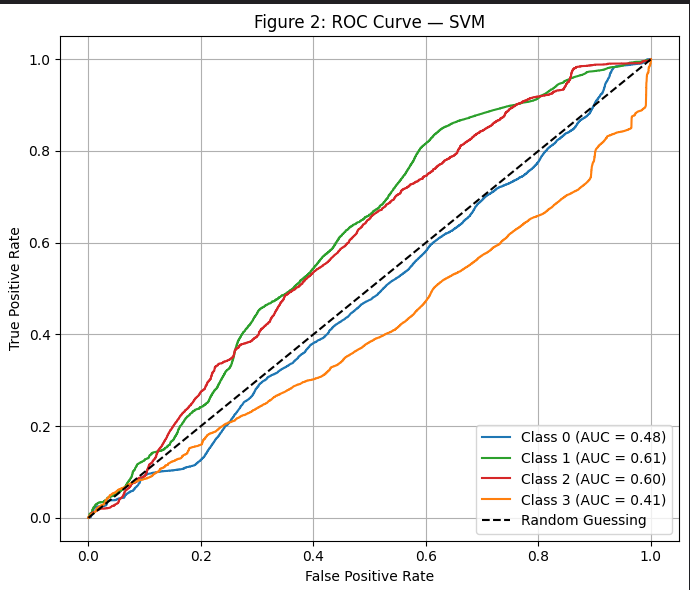 Figure 2: ROC Curve — SVM
True Positive Rate
1.0
0.8
0.6
0.4
0.2
0.0
0.0 0.2 0.4 0.6 0.8 1.0
False Positive Rate
Class 0 (AUC = 0.48)
Class 1 (AUC = 0.61)
Class 2 (AUC = 0.60)
Class 3 (AUC = 0.41)
Random Guessing